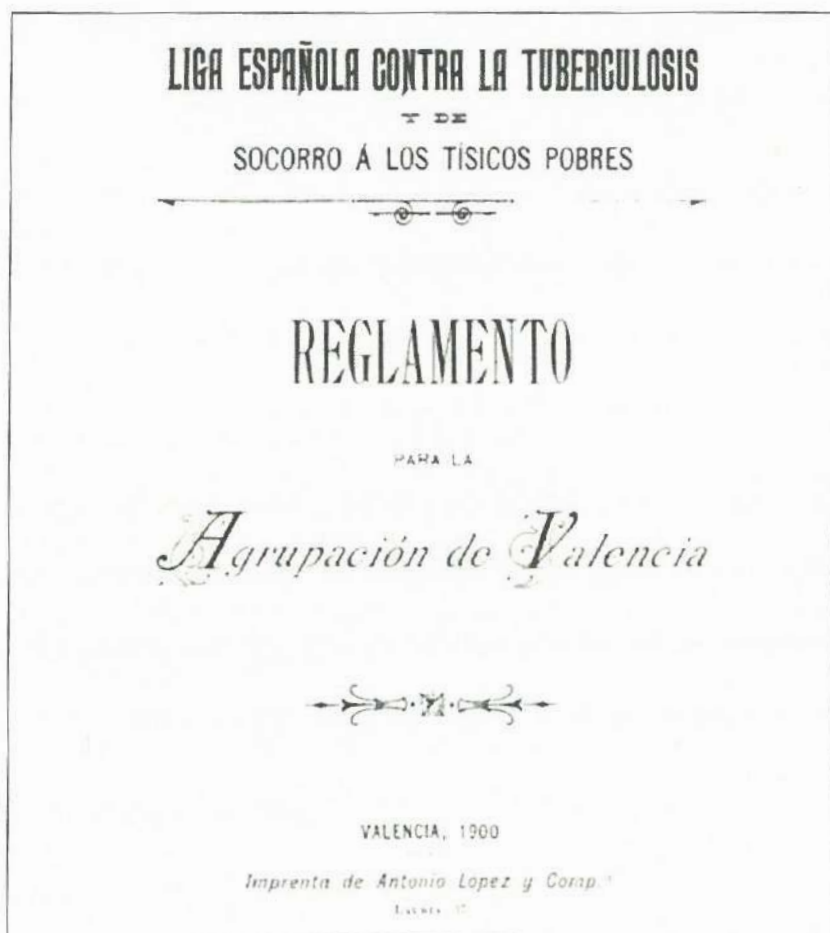 LIGA ESPAÑOLA CONTRA LA TUBERCULOSIS
Y DE
SOCORRO Á LOS TÍSICOS POBRES
REGLAMENTO
PARA LA
Agrupación de Valencia
VALENCIA, 1900
Imprenta de Antonio Lopez y Comp.ª